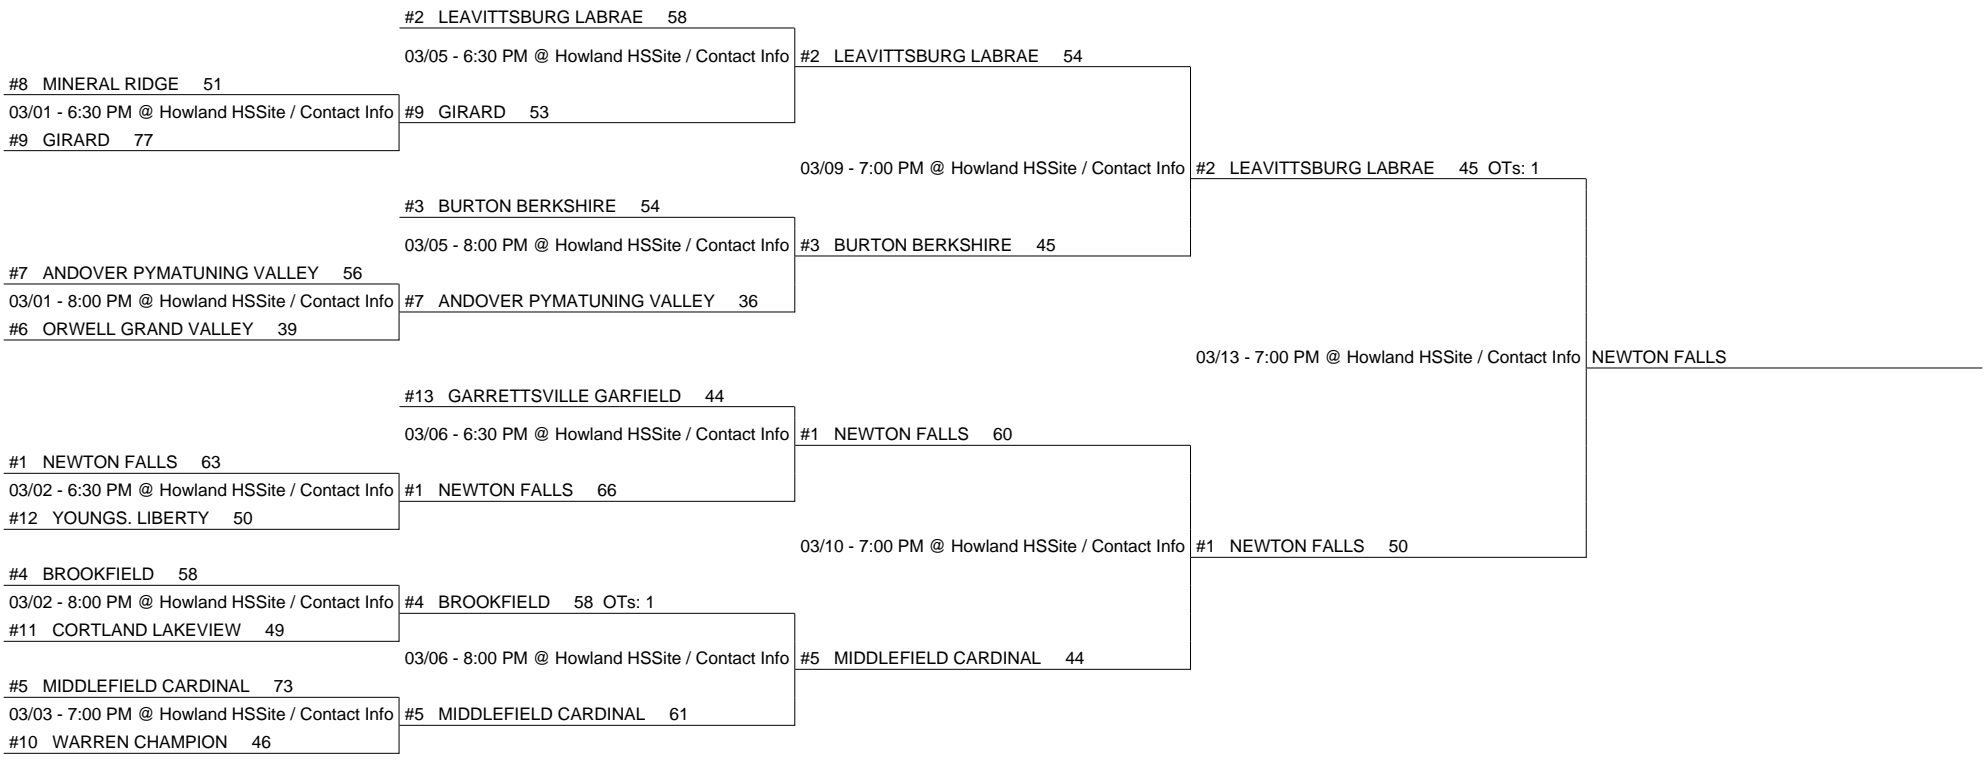 #2 LEAVITTSBURG LABRAE 58
03/05 - 6:30 PM @ Howland HSSite / Contact Info
#2 LEAVITTSBURG LABRAE 54
#8 MINERAL RIDGE 51
03/01 - 6:30 PM @ Howland HSSite / Contact Info
#9 GIRARD 53
#9 GIRARD 77
03/09 - 7:00 PM @ Howland HSSite / Contact Info
#2 LEAVITTSBURG LABRAE 45 OTs: 1
#3 BURTON BERKSHIRE 54
03/05 - 8:00 PM @ Howland HSSite / Contact Info
#3 BURTON BERKSHIRE 45
#7 ANDOVER PYMATUNING VALLEY 56
03/01 - 8:00 PM @ Howland HSSite / Contact Info
#7 ANDOVER PYMATUNING VALLEY 36
#6 ORWELL GRAND VALLEY 39
03/13 - 7:00 PM @ Howland HSSite / Contact Info
NEWTON FALLS
#13 GARRETTSVILLE GARFIELD 44
03/06 - 6:30 PM @ Howland HSSite / Contact Info
#1 NEWTON FALLS 60
#1 NEWTON FALLS 63
03/02 - 6:30 PM @ Howland HSSite / Contact Info
#1 NEWTON FALLS 66
#12 YOUNGS. LIBERTY 50
03/10 - 7:00 PM @ Howland HSSite / Contact Info
#1 NEWTON FALLS 50
#4 BROOKFIELD 58
03/02 - 8:00 PM @ Howland HSSite / Contact Info
#4 BROOKFIELD 58 OTs: 1
#11 CORTLAND LAKEVIEW 49
03/06 - 8:00 PM @ Howland HSSite / Contact Info
#5 MIDDLEFIELD CARDINAL 44
#5 MIDDLEFIELD CARDINAL 73
03/03 - 7:00 PM @ Howland HSSite / Contact Info
#5 MIDDLEFIELD CARDINAL 61
#10 WARREN CHAMPION 46